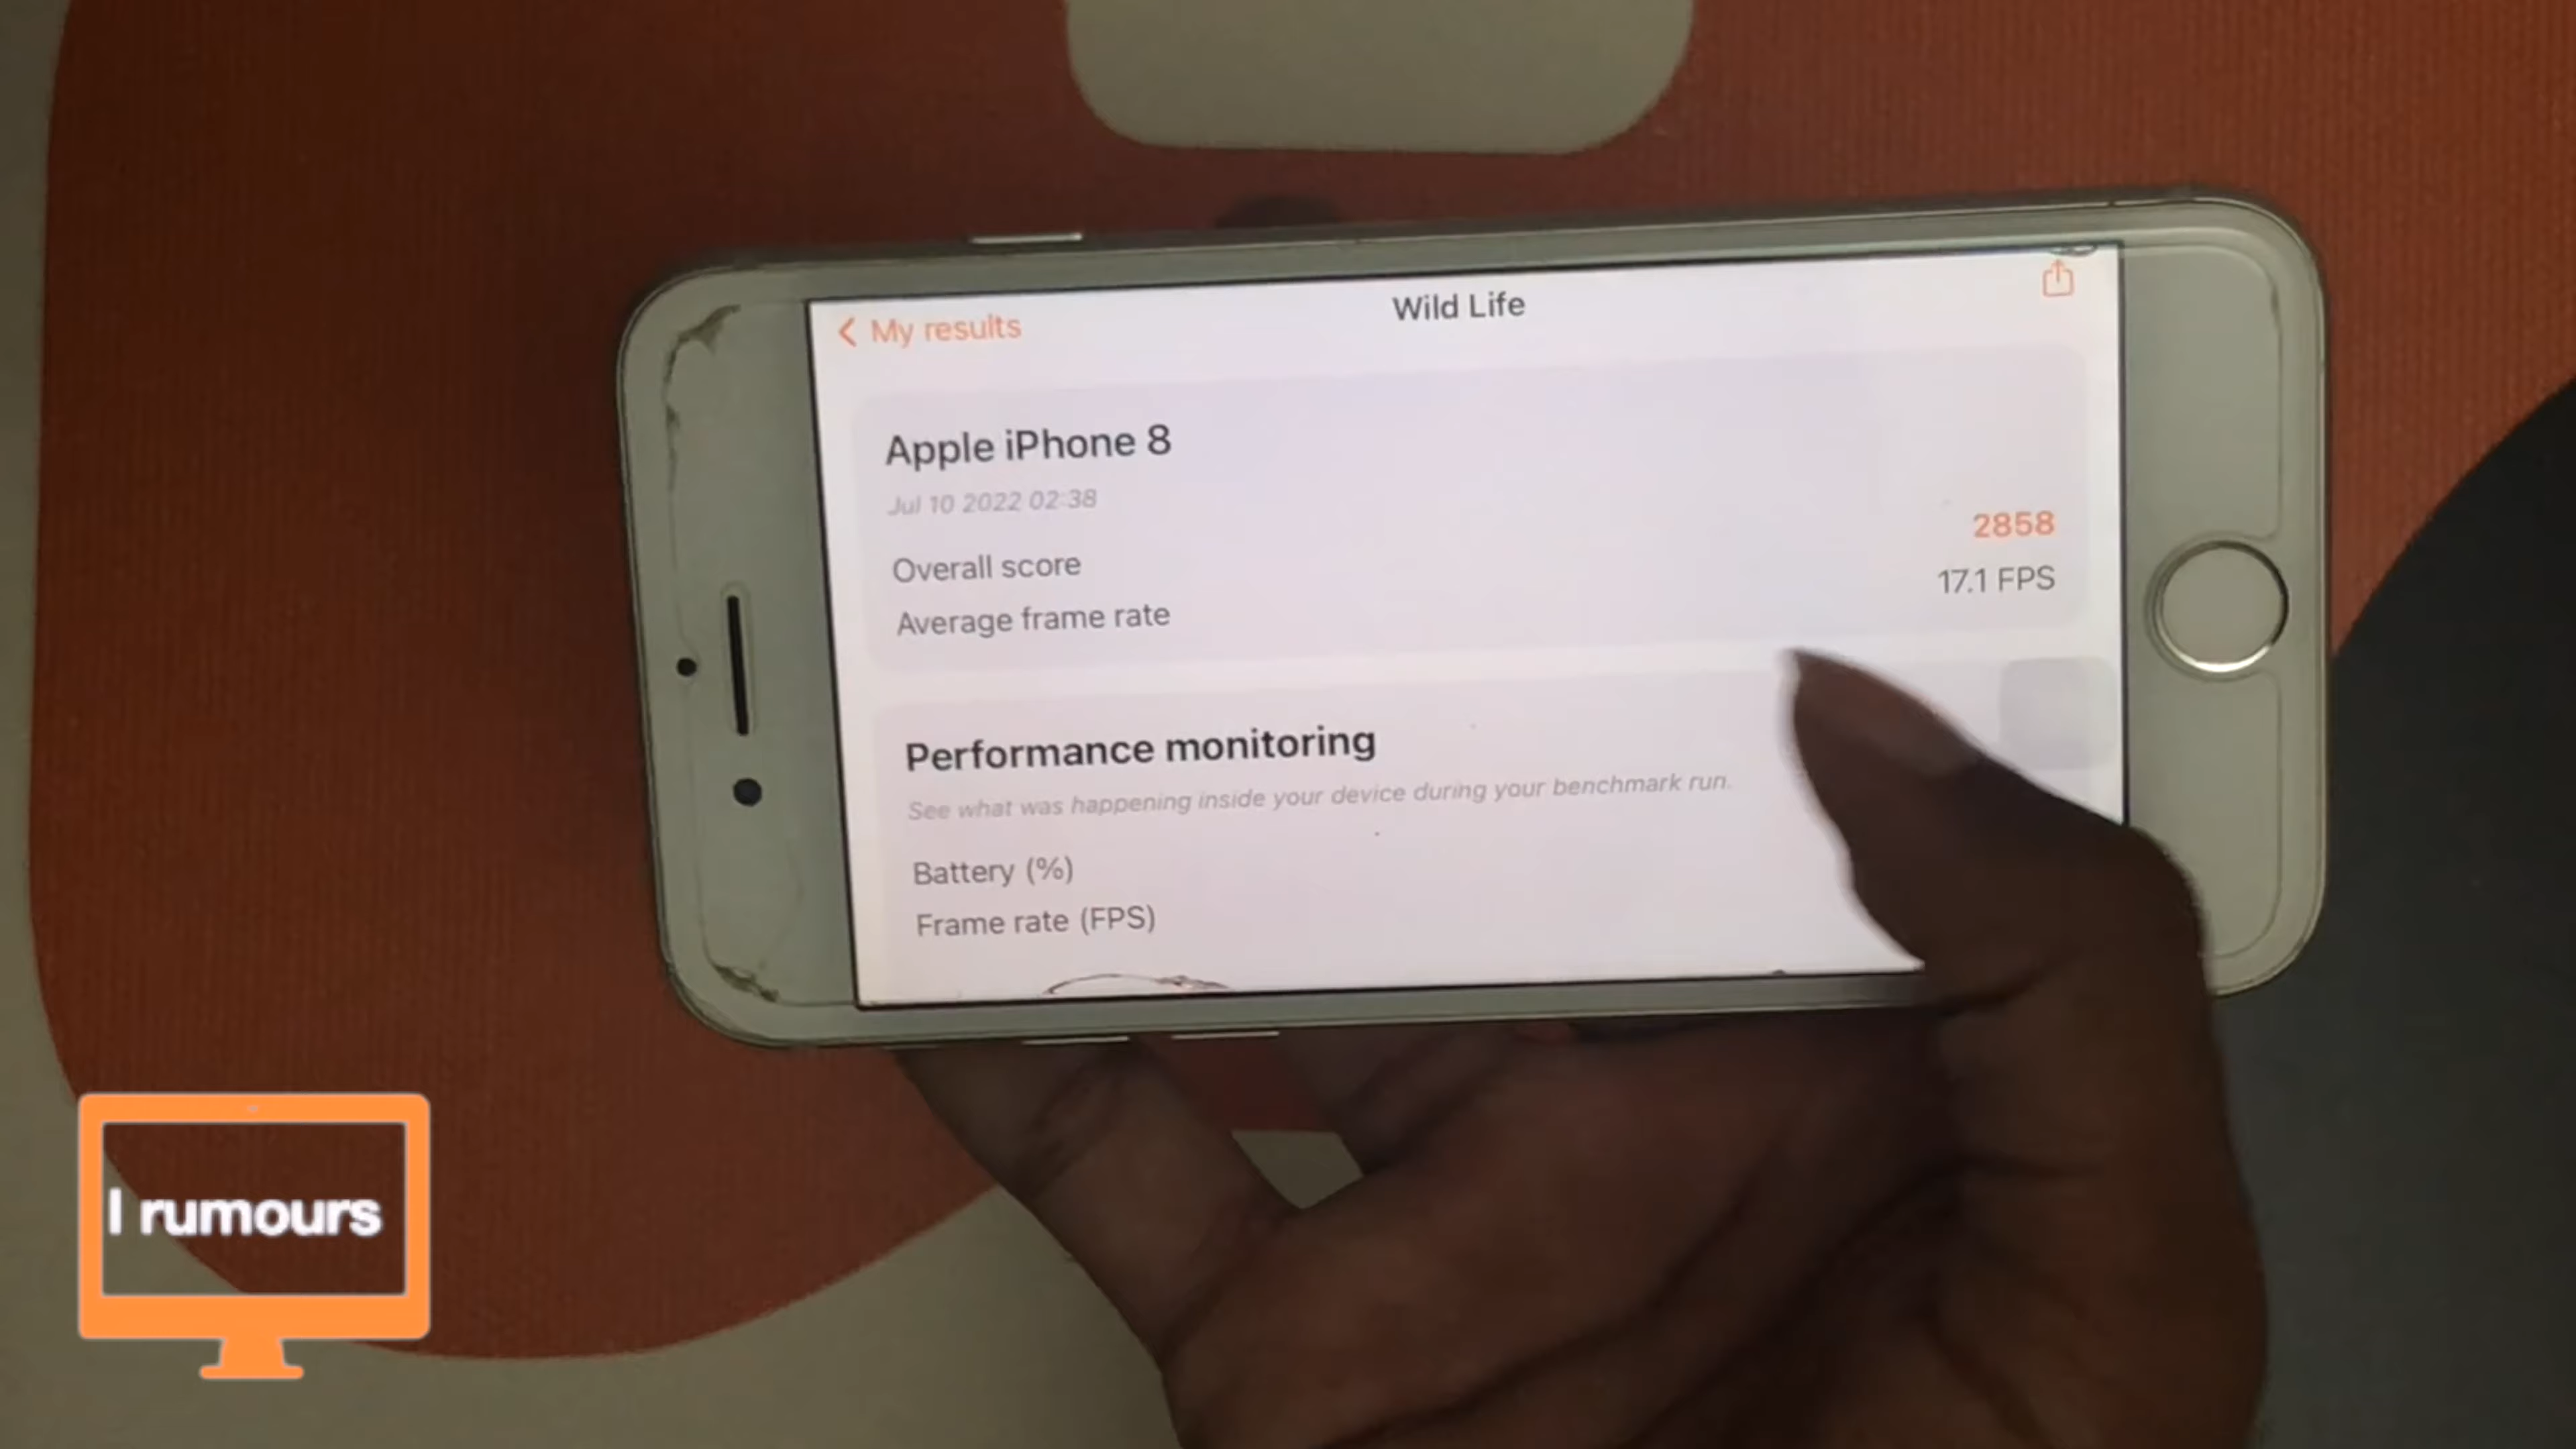 My results
Wild Life
Apple iPhone 8
Jul 10 2022 02:38
Overall score
2858
Average frame rate
17.1 FPS
Performance monitoring
See what was happening inside your device during your benchmark run.
Battery (%)
Frame rate (FPS)
I rumours